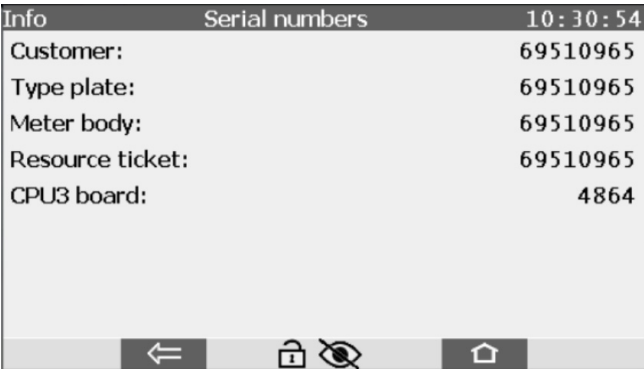 Info Serial numbers 10:30:54
Customer: 69510965
Type plate: 69510965
Meter body: 69510965
Resource ticket: 69510965
CPU3 board: 4864